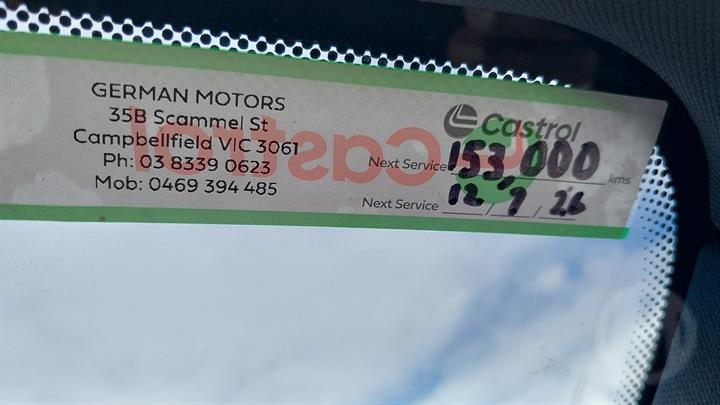 GERMAN MOTORS
35B Scammel St
Campbellfield VIC 3061
Ph: 03 8339 0623
Mob: 0469 394 485
Castrol
Castrol
Next Service 153,000 kms
Next Service 12 / 9 / 26